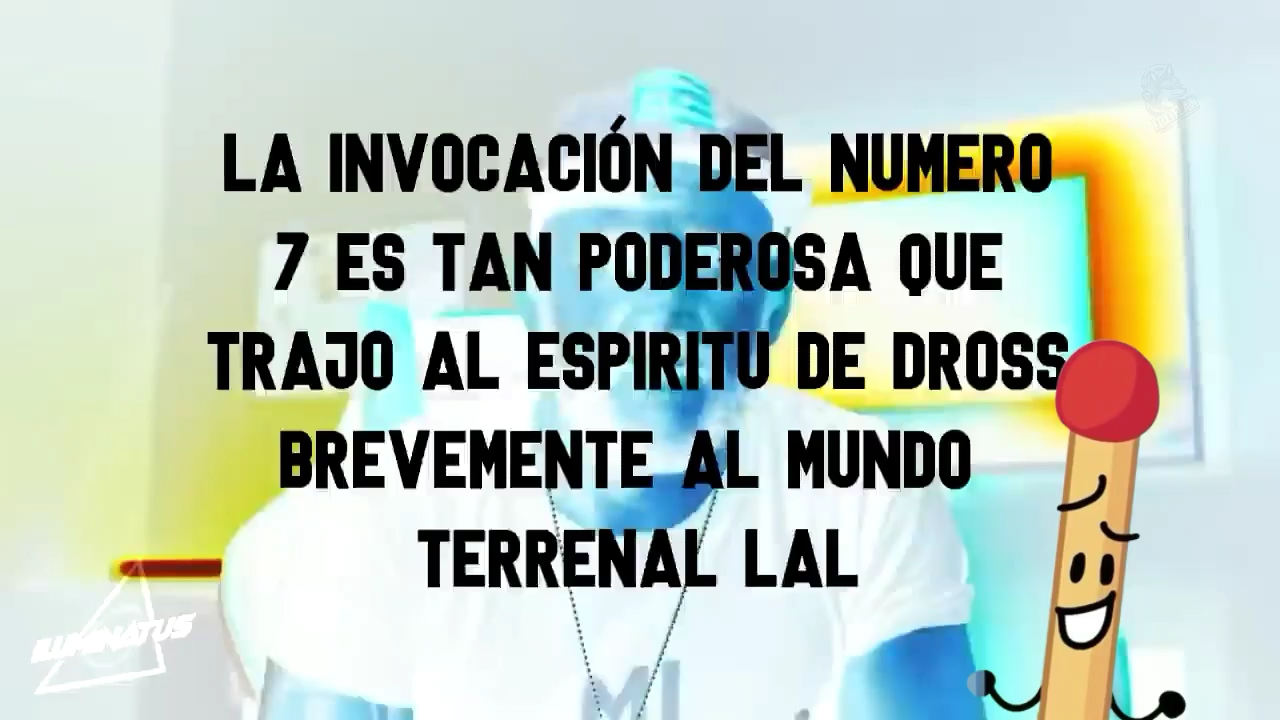 LA INVOCACIÓN DEL NUMERO
7 ES TAN PODEROSA QUE
TRAJO AL ESPIRITU DE DROSS
BREVEMENTE AL MUNDO
TERRENAL LAL
ILUMINATUS